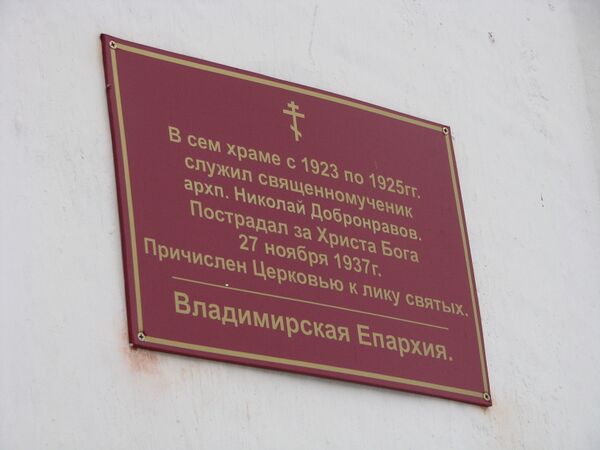 В сем храме с 1923 по 1925гг.
служил священномученик
архп. Николай Добронравов.
Пострадал за Христа Бога
27 ноября 1937г.
Причислен Церковью к лику святых.
Владимирская Епархия.